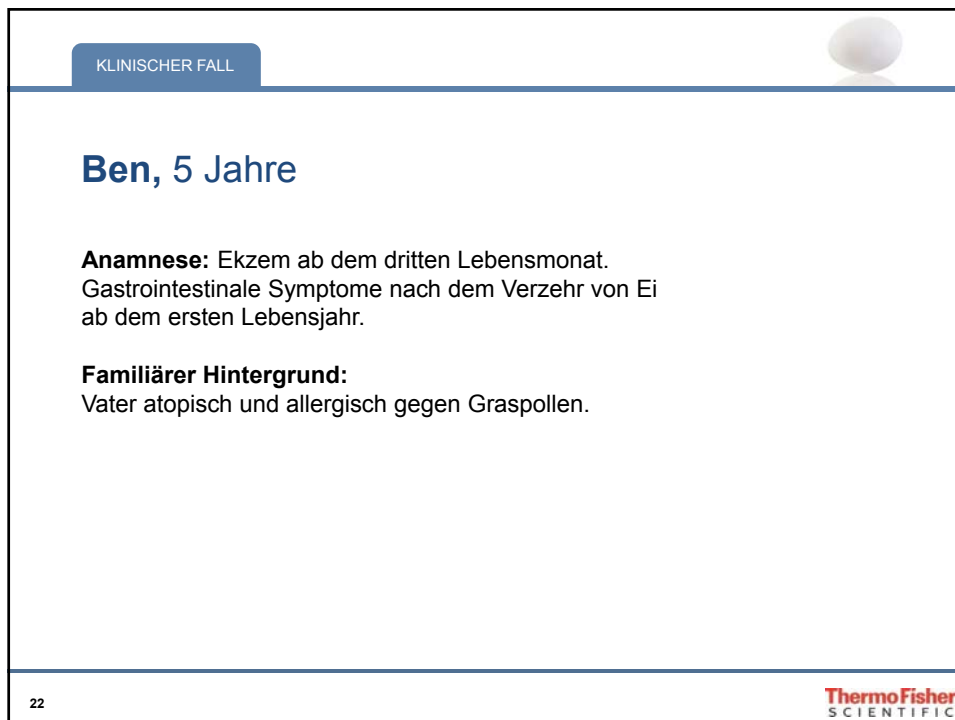 KLINISCHER FALL
Ben, 5 Jahre
Anamnese: Ekzem ab dem dritten Lebensmonat.
Gastrointestinale Symptome nach dem Verzehr von Ei
ab dem ersten Lebensjahr.
Familiärer Hintergrund:
Vater atopisch und allergisch gegen Graspollen.
22
ThermoFisher
SCIENTIFIC